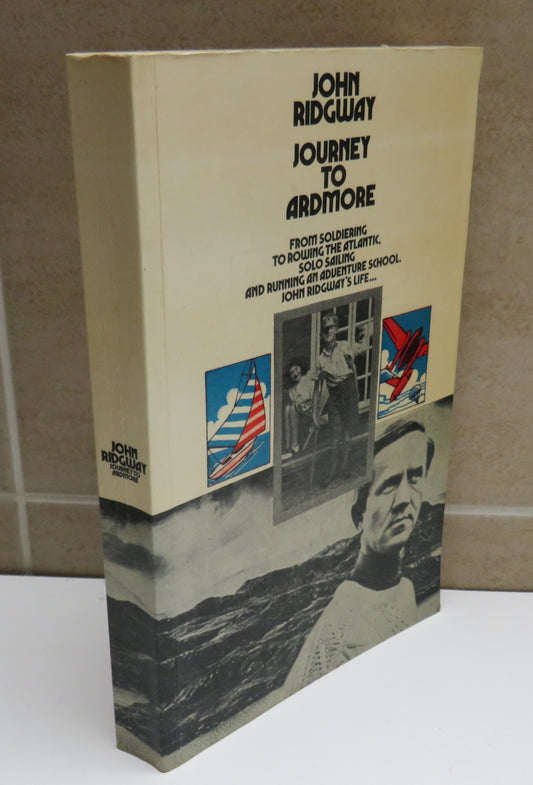 JOHN
RIDGWAY
JOURNEY
TO
ARDMORE
FROM SOLDIERING
TO ROWING THE ATLANTIC,
SOLO SAILING
AND RUNNING AN ADVENTURE SCHOOL.
JOHN RIDGWAY'S LIFE...
JOHN
RIDGWAY
JOURNEY TO
ARDMORE